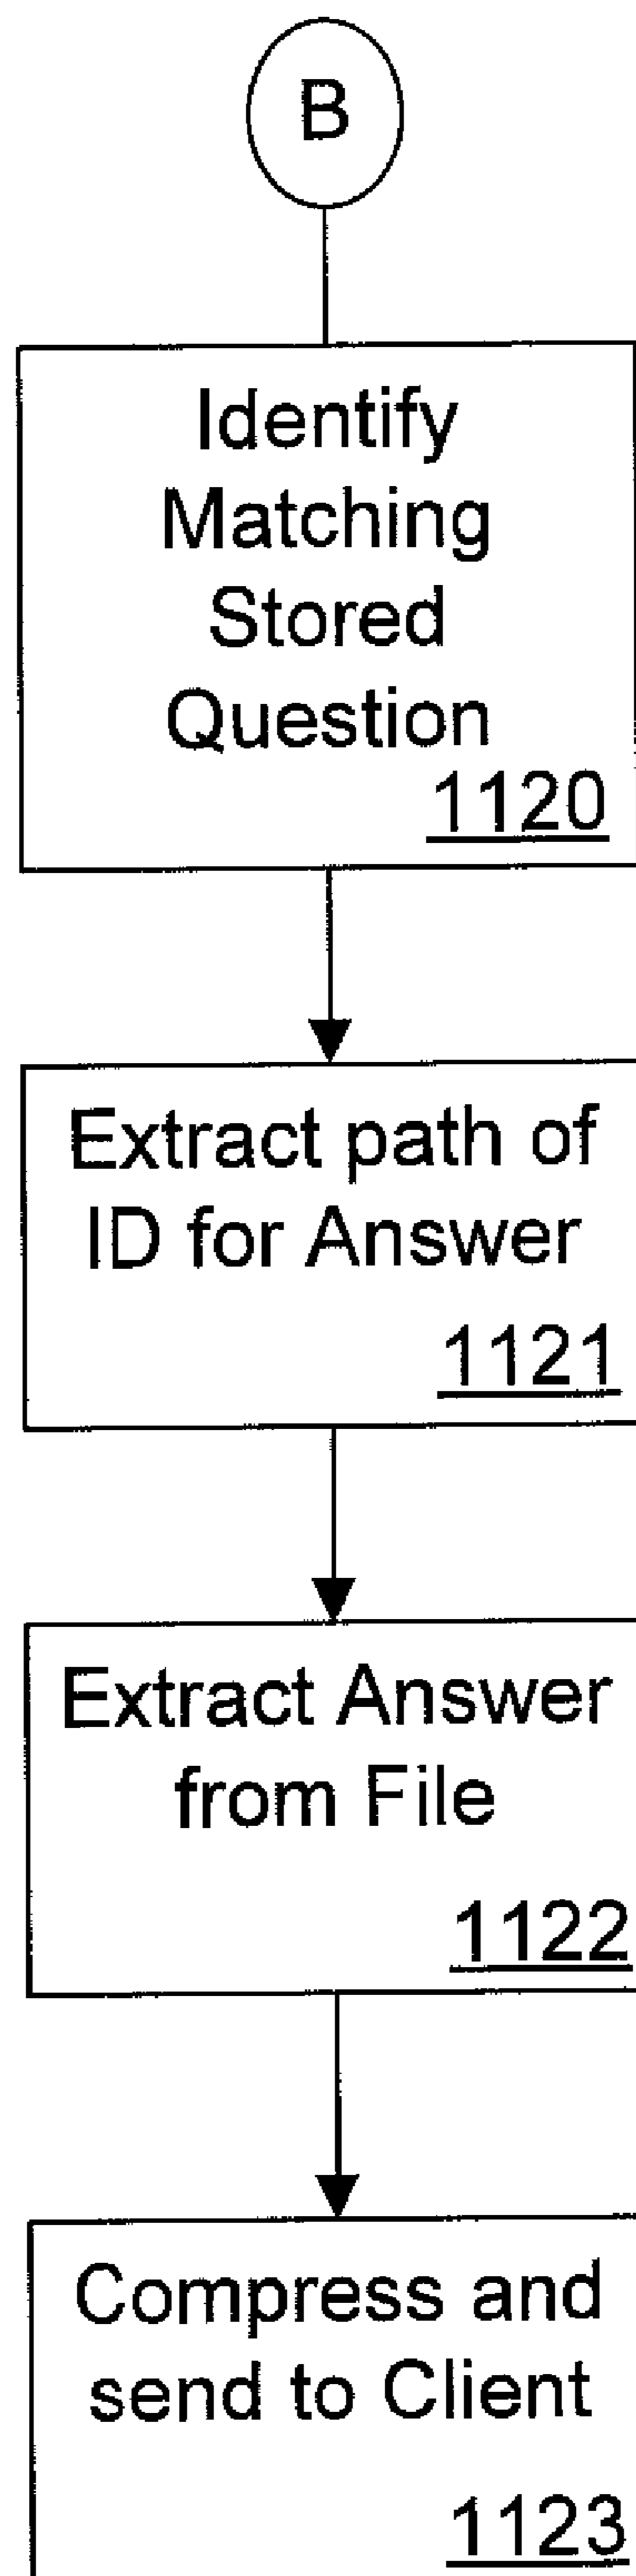 B
Identify
Matching
Stored
Question
1120
Extract path of
ID for Answer
1121
Extract Answer
from File
1122
Compress and
send to Client
1123